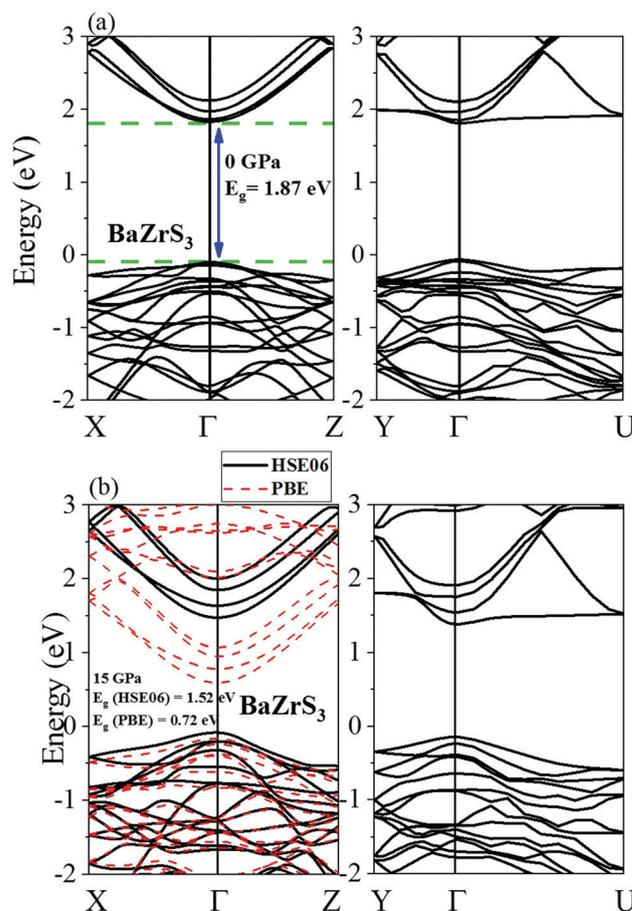 (a)
3
2
1
0
-1
-2
Energy (eV)
0 GPa
E_g= 1.87 eV
BaZrS₃
X Γ Z
3
2
1
0
-1
-2
Y Γ U
HSE06
PBE
(b)
3
2
1
0
-1
-2
Energy (eV)
15 GPa
E_g (HSE06) = 1.52 eV
E_g (PBE) = 0.72 eV
BaZrS₃
X Γ Z
3
2
1
0
-1
-2
Y Γ U